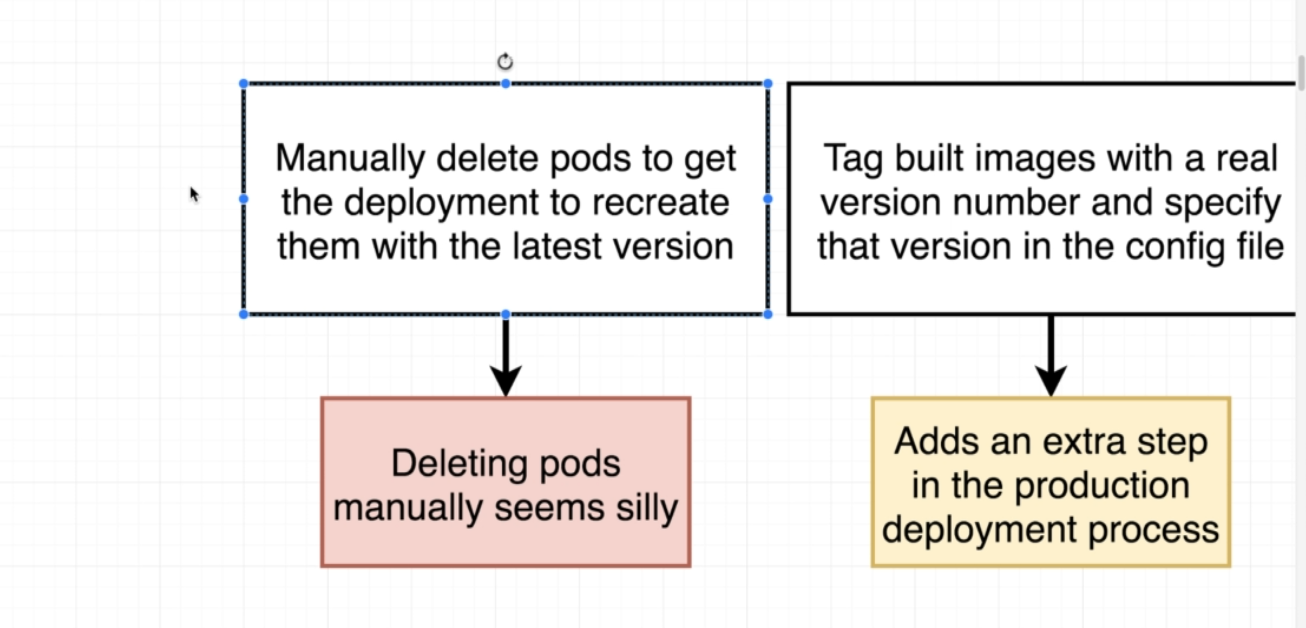 Manually delete pods to get
the deployment to recreate
them with the latest version
Tag built images with a real
version number and specify
that version in the config file
Deleting pods
manually seems silly
Adds an extra step
in the production
deployment process